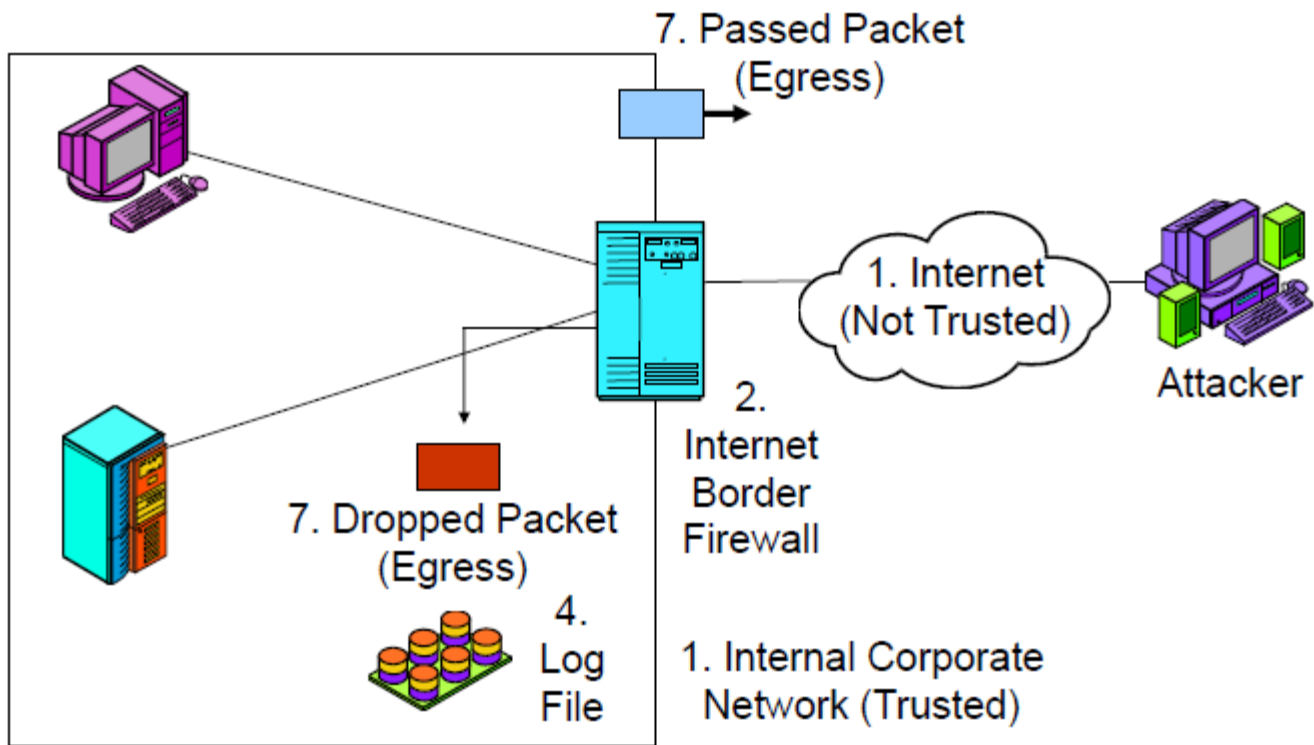 7. Passed Packet
(Egress)
1. Internet
(Not Trusted)
Attacker
2.
Internet
Border
Firewall
7. Dropped Packet
(Egress)
4.
Log
File
1. Internal Corporate
Network (Trusted)